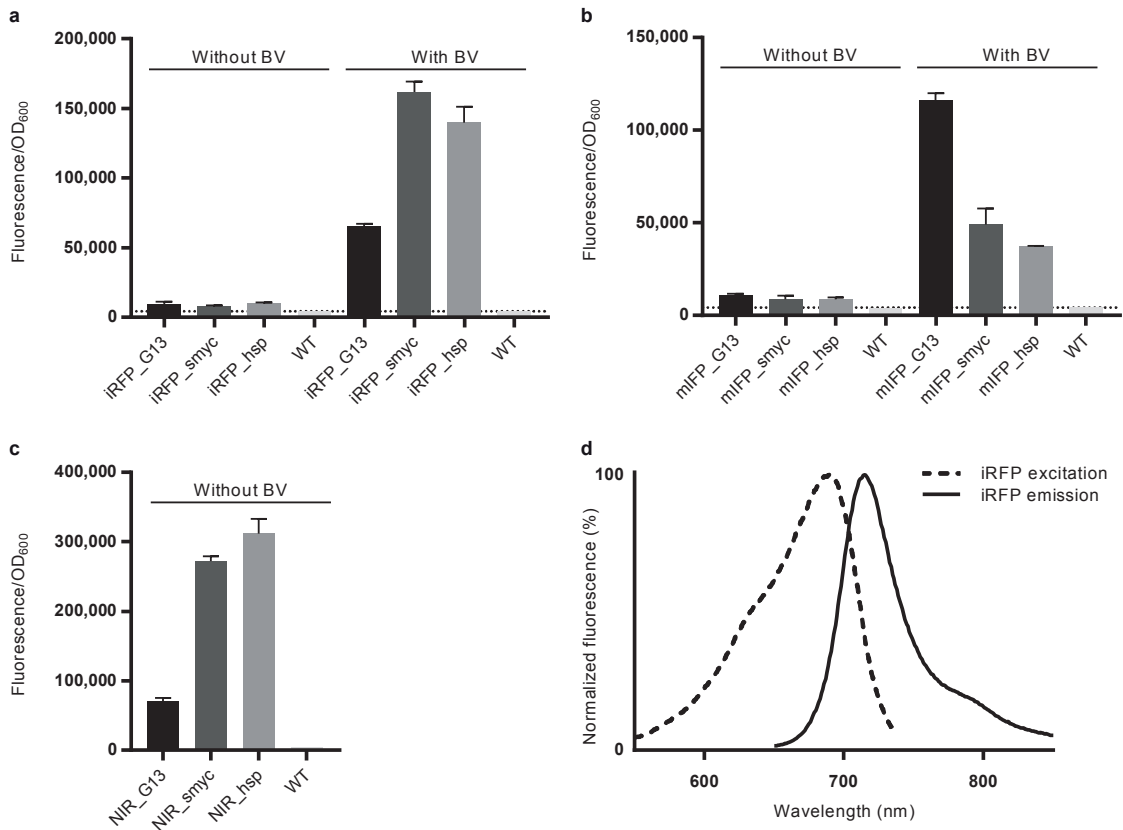 a
200,000
150,000
100,000
50,000
0
Fluorescence/OD600
Without BV
With BV
iRFP_G13
iRFP_smyc
iRFP_hsp
WT
iRFP_G13
iRFP_smyc
iRFP_hsp
WT
b
150,000
100,000
50,000
0
Fluorescence/OD600
Without BV
With BV
mIFP_G13
mIFP_smyc
mIFP_hsp
WT
mIFP_G13
mIFP_smyc
mIFP_hsp
WT
c
400,000
300,000
200,000
100,000
0
Fluorescence/OD600
Without BV
NIR_G13
NIR_smyc
NIR_hsp
WT
d
100
0
Normalized fluorescence (%)
iRFP excitation
iRFP emission
600
700
800
Wavelength (nm)